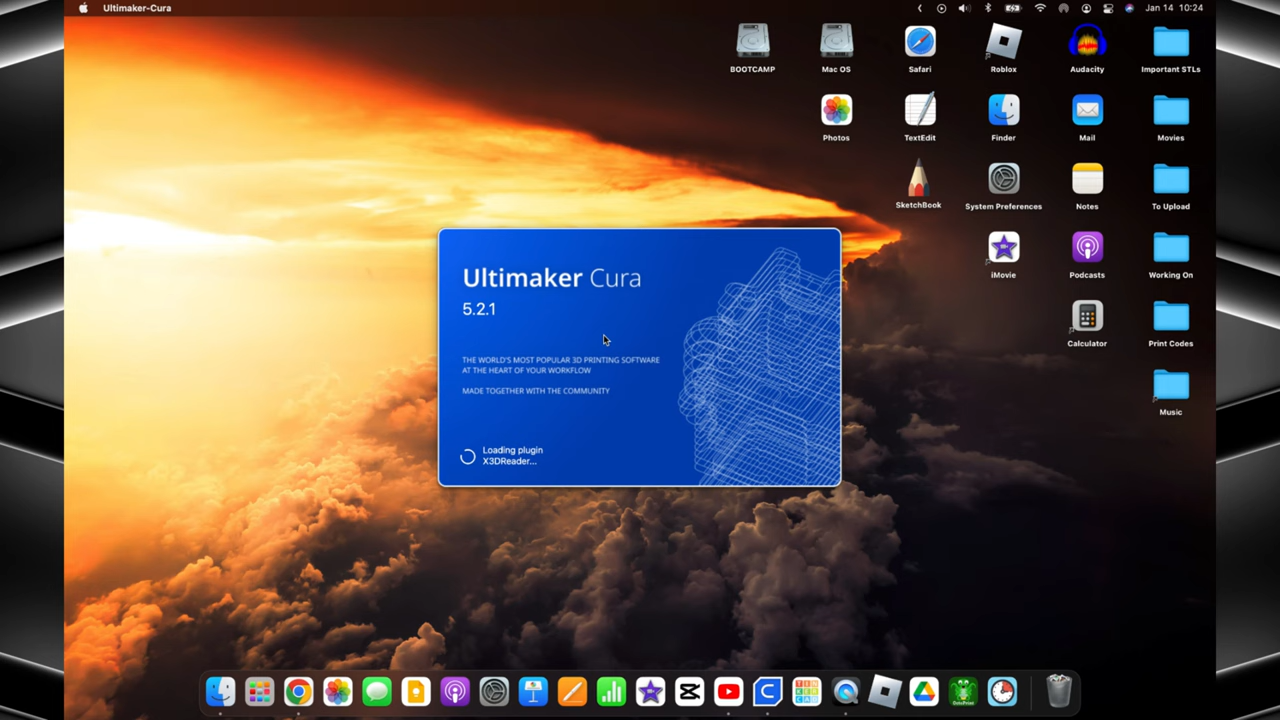 Ultimaker-Cura
Jan 14 10:24
BOOTCAMP
Mac OS
Safari
Roblox
Audacity
Important STLs
Photos
TextEdit
Finder
Mail
Movies
SketchBook
System Preferences
Notes
To Upload
iMovie
Podcasts
Working On
Calculator
Print Codes
Music
Ultimaker Cura
5.2.1
THE WORLD'S MOST POPULAR 3D PRINTING SOFTWARE
AT THE HEART OF YOUR WORKFLOW
MADE TOGETHER WITH THE COMMUNITY
Loading plugin
X3DReader...
TINKERCAD
OctoPrint